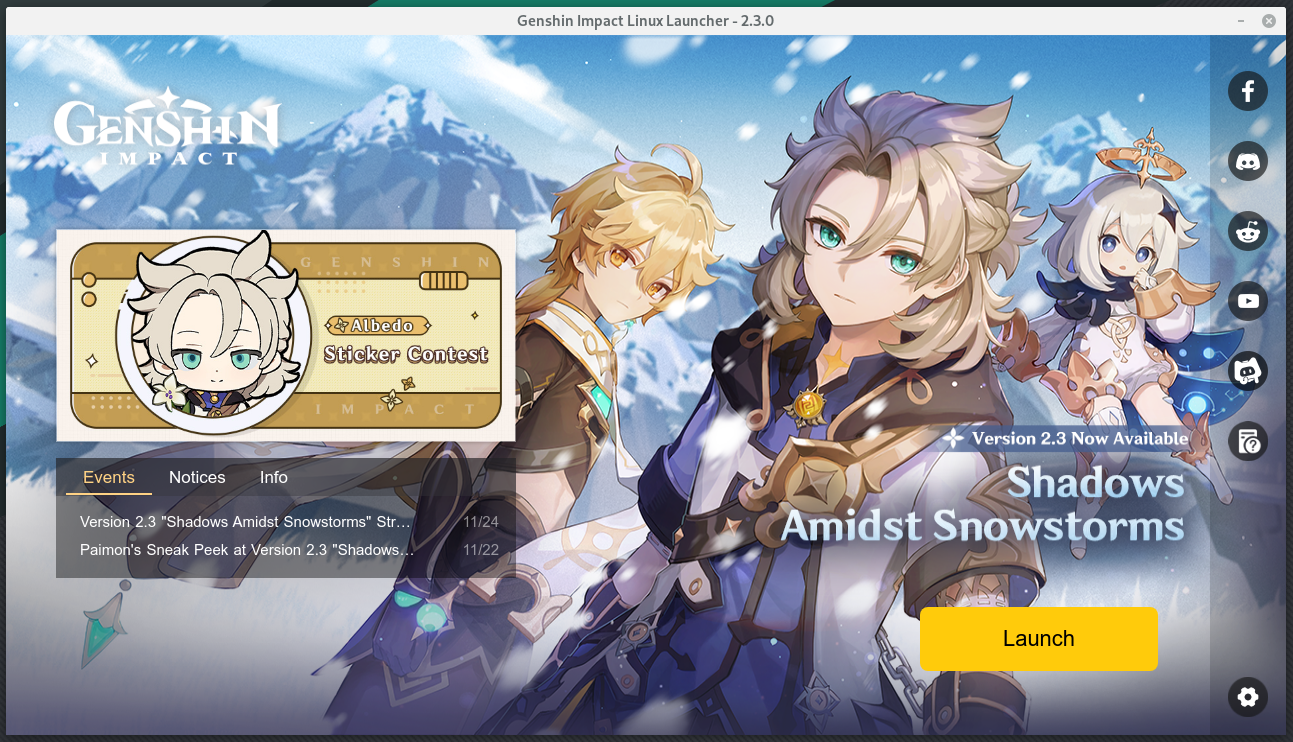 Genshin Impact Linux Launcher - 2.3.0
GENSHIN
IMPACT
GENSHIN
Albedo
Sticker Contest
IMPACT
Events Notices Info
Version 2.3 "Shadows Amidst Snowstorms" Str... 11/24
Paimon's Sneak Peek at Version 2.3 "Shadows... 11/22
Version 2.3 Now Available
Shadows
Amidst Snowstorms
Launch